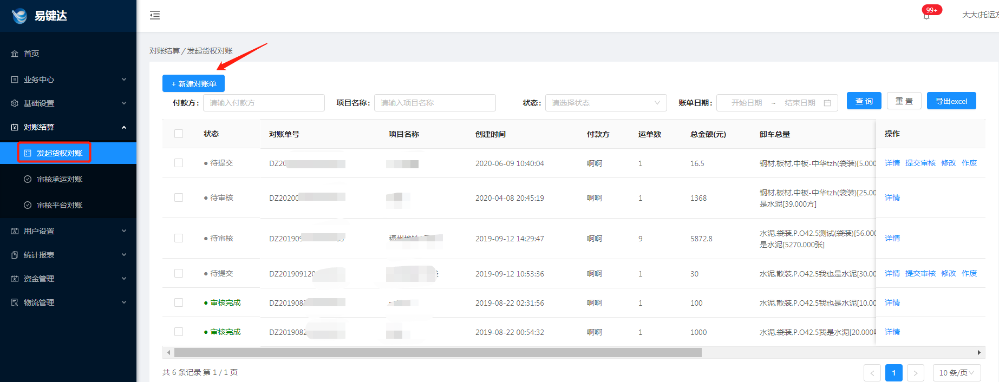 易键达
99+
大大(托运方
首页
业务中心
基础设置
对账结算
发起货权对账
审核承运对账
审核平台对账
用户设置
统计报表
资金管理
物流管理
对账结算 / 发起货权对账
+ 新建对账单
付款方: 请输入付款方 项目名称: 请输入项目名称 状态: 请选择状态 账单日期: 开始日期 ~ 结束日期 查 询 重 置 导出excel
状态 对账单号 项目名称 创建时间 付款方 运单数 总金额(元) 卸车总量 操作
待提交 DZ20 2020-06-09 10:40:04 啊啊 1 16.5 钢材,板材,中板-中华tzh(袋装)[5.000 详情 提交审核 修改 作废
待审核 DZ2020 2020-04-08 20:45:19 啊啊 1 1368 钢材,板材,中板-中华tzh(袋装)[25.00 详情
是水泥[39.000方]
待审核 DZ20190 福州 2019-09-12 14:29:47 啊啊 9 5872.8 水泥,袋装,P.O42.5测试(袋装)[56.000 详情
是水泥[5270.000张]
待提交 DZ201909120 2019-09-12 10:53:36 啊啊 1 30 水泥,散装,P.O42.5我也是水泥[30.00 详情 提交审核 修改 作废
审核完成 DZ201908 2019-08-22 02:31:56 啊啊 1 100 水泥,散装,P.O42.5我也是水泥[10.00 详情
审核完成 DZ201908 2019-08-22 00:54:32 啊啊 1 1000 水泥,袋装,P.O42.5我是水泥[20.000 详情
共 6 条记录 第 1 / 1 页
< 1 > 10 条/页